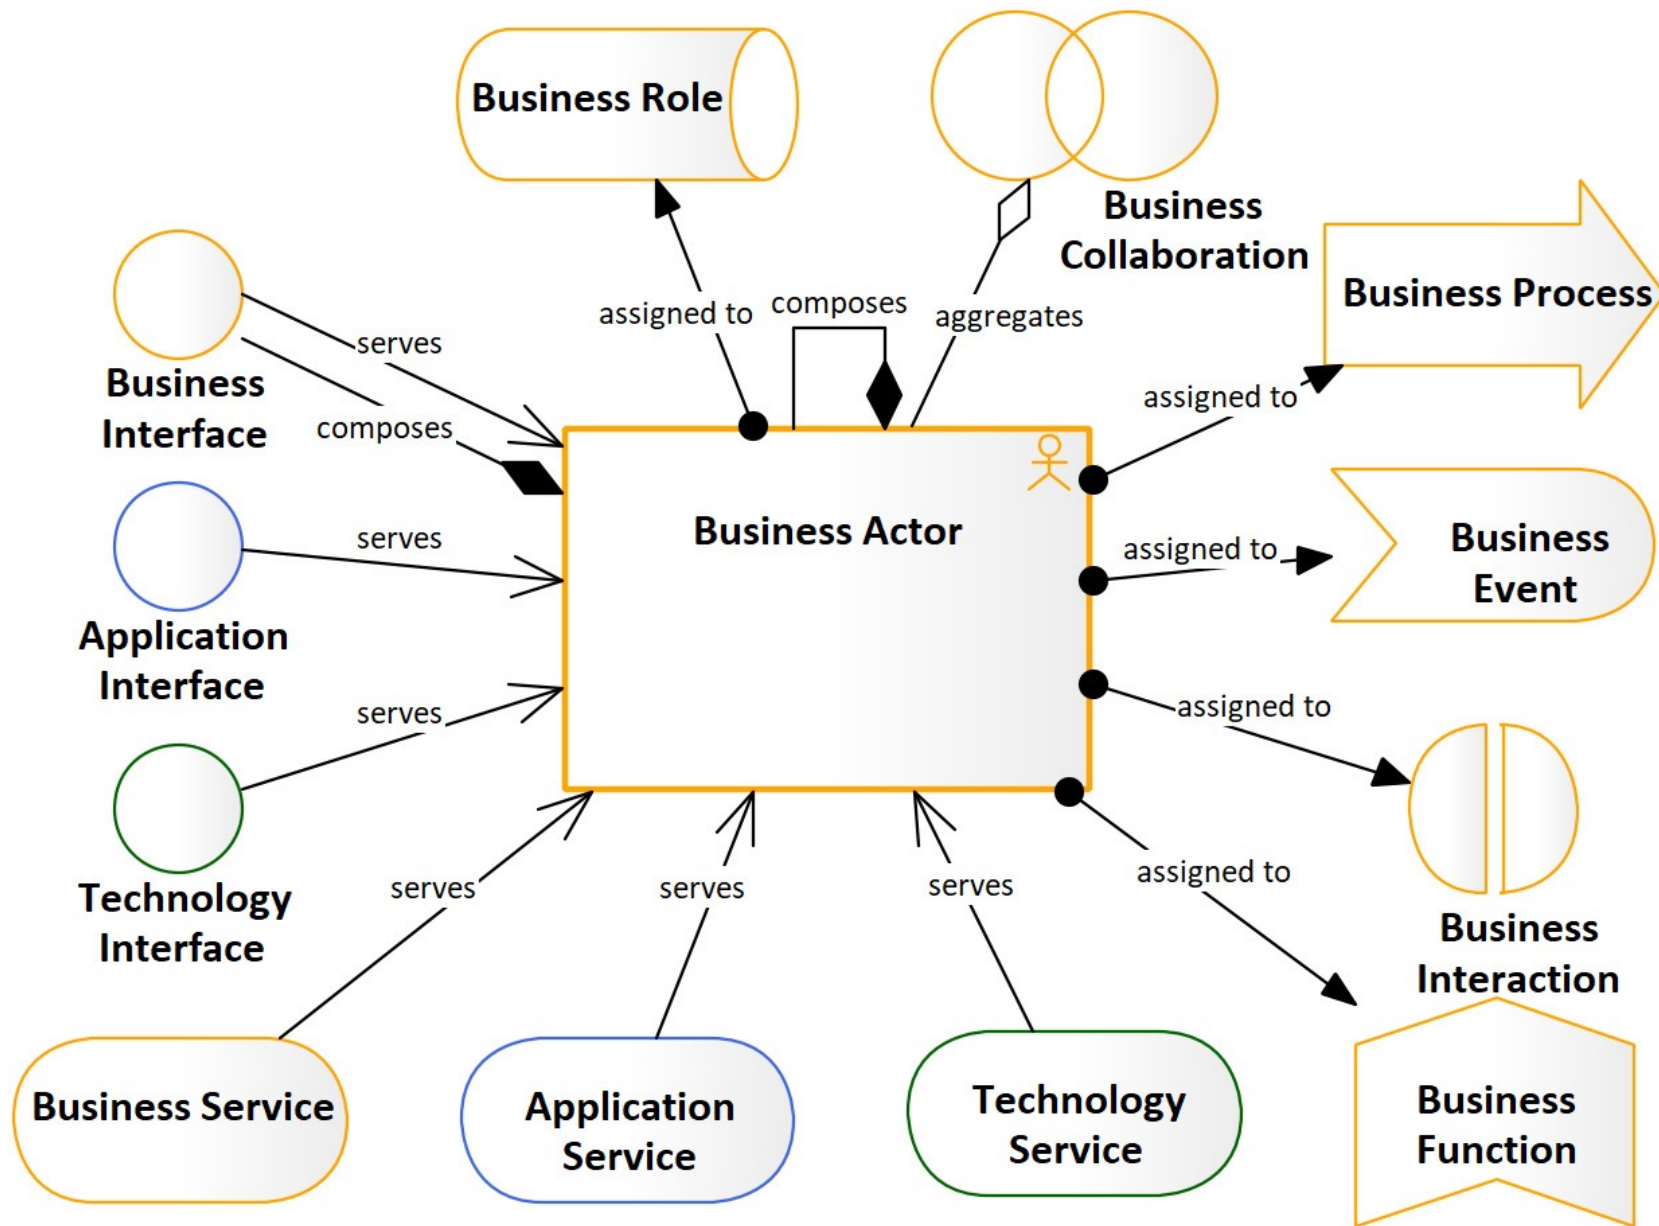 Business Role
Business
Collaboration
Business Process
assigned to
composes
aggregates
serves
Business
Interface
composes
assigned to
Business Actor
assigned to
Business
Event
serves
Application
Interface
serves
assigned to
Technology
Interface
serves
serves
serves
assigned to
Business
Interaction
Business Service
Application
Service
Technology
Service
Business
Function